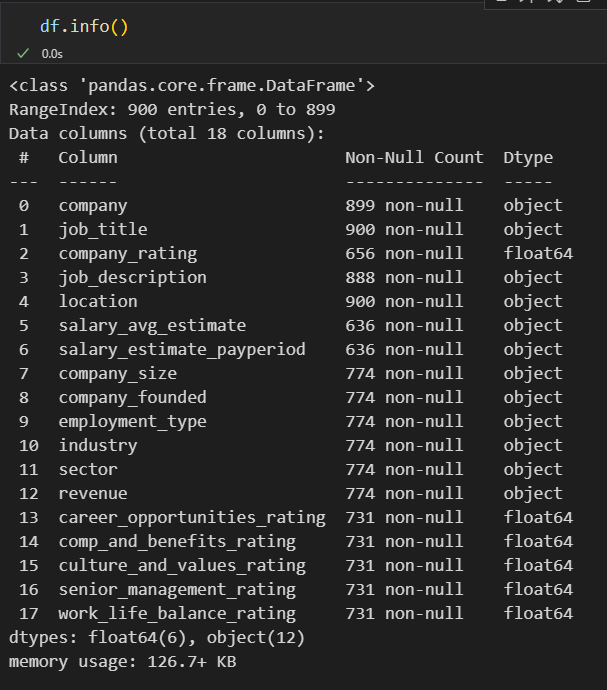 df.info()
0.0s
<class 'pandas.core.frame.DataFrame'>
RangeIndex: 900 entries, 0 to 899
Data columns (total 18 columns):
 #   Column                       Non-Null Count  Dtype
---  ------                       --------------  -----
 0   company                      899 non-null    object
 1   job_title                    900 non-null    object
 2   company_rating               656 non-null    float64
 3   job_description              888 non-null    object
 4   location                     900 non-null    object
 5   salary_avg_estimate          636 non-null    object
 6   salary_estimate_payperiod    636 non-null    object
 7   company_size                 774 non-null    object
 8   company_founded              774 non-null    object
 9   employment_type              774 non-null    object
 10  industry                     774 non-null    object
 11  sector                       774 non-null    object
 12  revenue                      774 non-null    object
 13  career_opportunities_rating  731 non-null    float64
 14  comp_and_benefits_rating     731 non-null    float64
 15  culture_and_values_rating    731 non-null    float64
 16  senior_management_rating     731 non-null    float64
 17  work_life_balance_rating     731 non-null    float64
dtypes: float64(6), object(12)
memory usage: 126.7+ KB